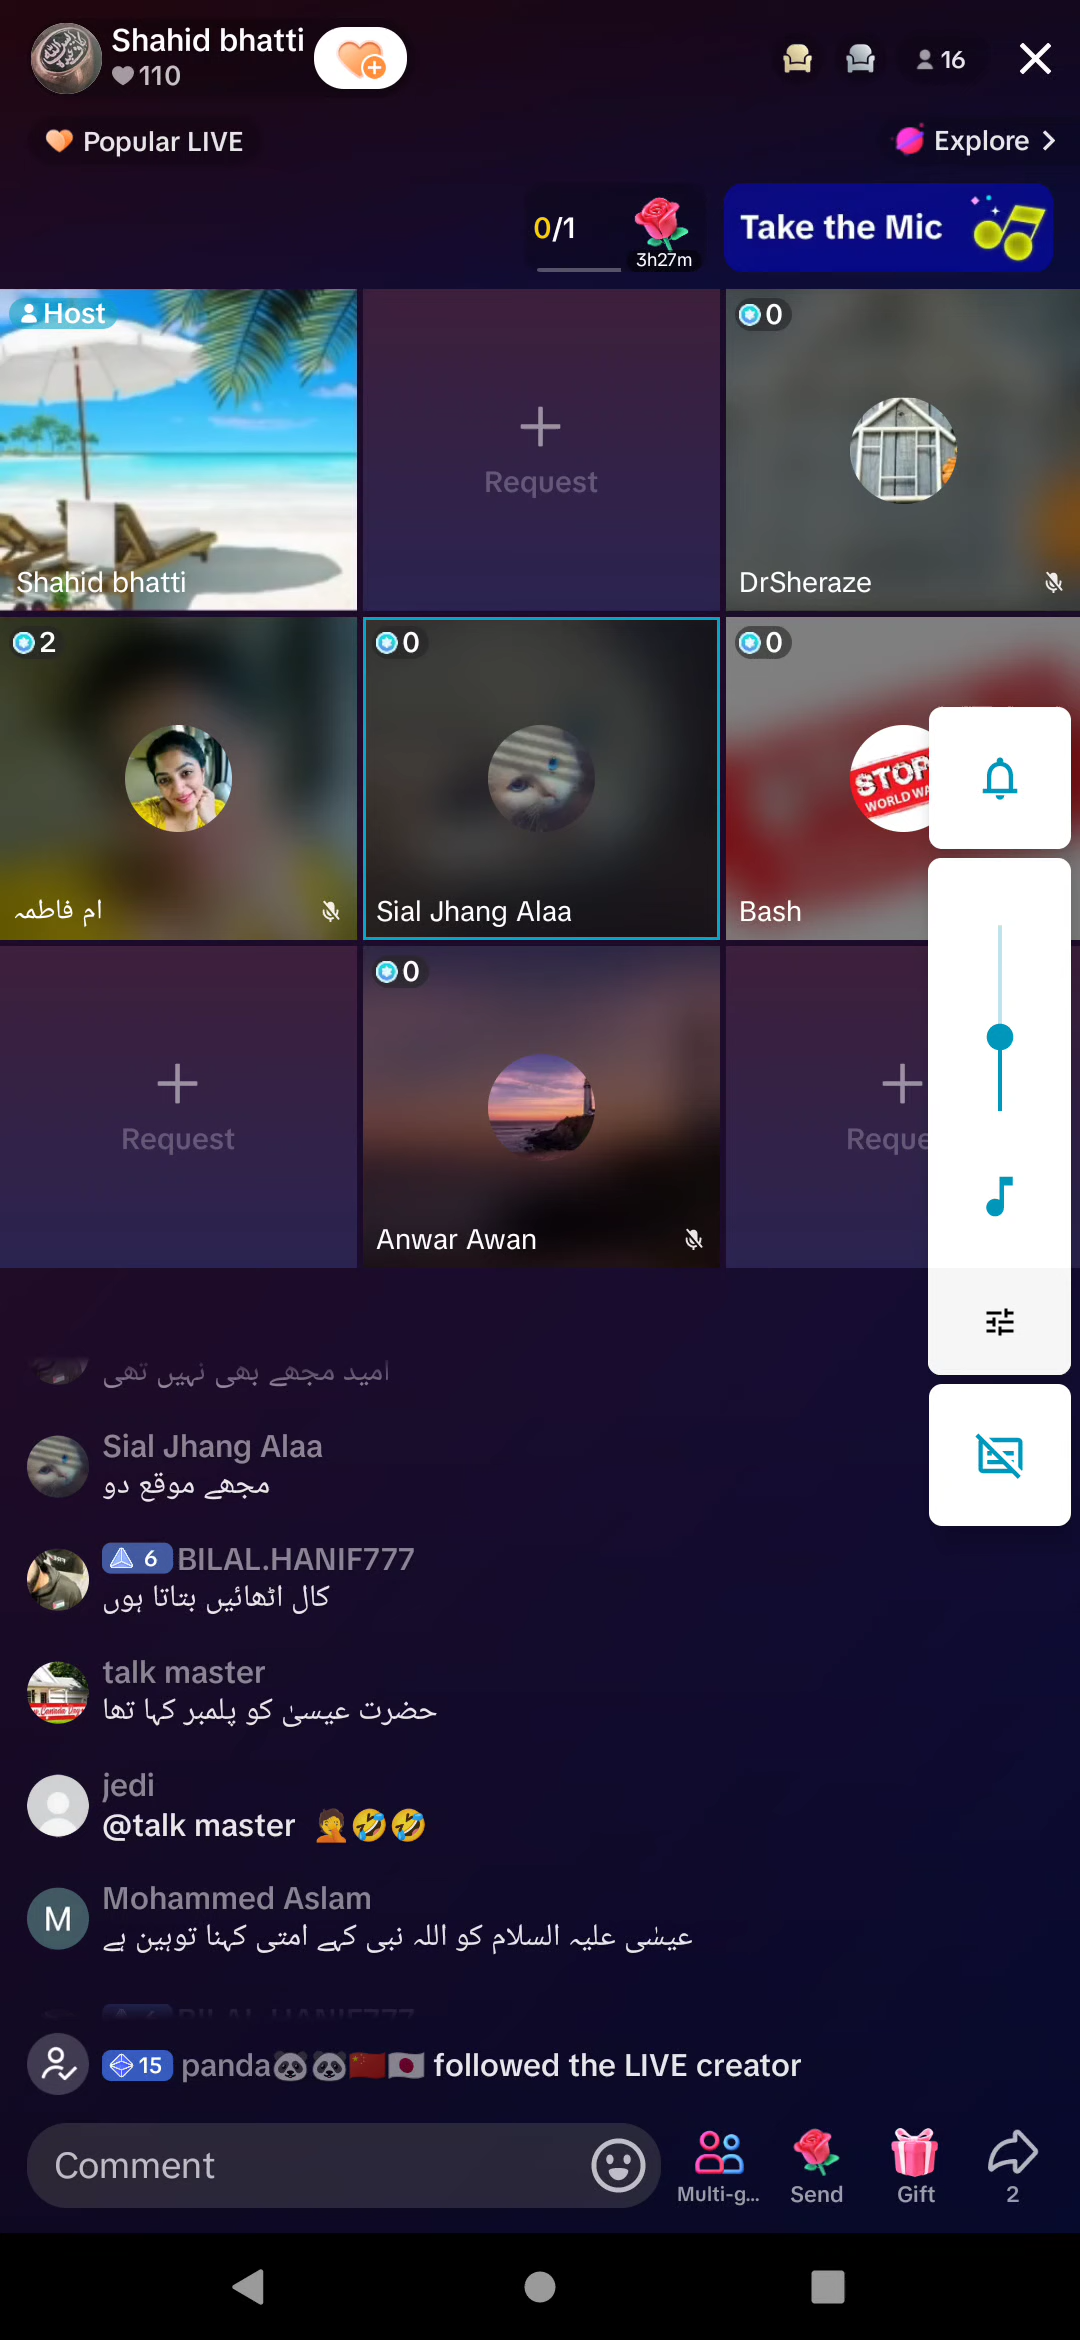 Shahid bhatti
110
16
Popular LIVE
Explore
0/1
3h27m
Take the Mic
Host
Request
0
Shahid bhatti
DrSheraze
2
0
0
STOP
WORLD WA
ام فاطمہ
Sial Jhang Alaa
Bash
0
Request
Reque
Anwar Awan
امید مجھے بھی نہیں تھی
Sial Jhang Alaa
مجھے موقع دو
6 BILAL.HANIF777
کال اٹھائیں بتاتا ہوں
talk master
حضرت عیسیٰ کو پلمبر کہا تھا
jedi
@talk master 🤦🤣🤣
M
Mohammed Aslam
عیسٰی علیہ السلام کو اللہ نبی کہے امتی کہنا توہین ہے
BILAL.HANIF777
15 panda🐼🐼🇨🇳🇯🇵 followed the LIVE creator
Comment
Multi-g...
Send
Gift
2